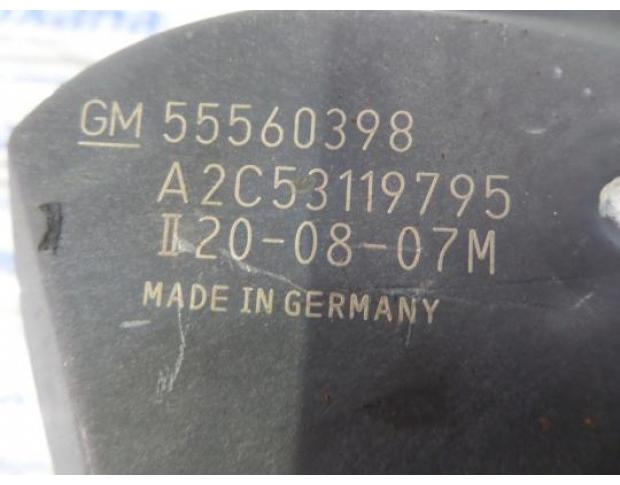 GM 55560398
A2C53119795
II 20-08-07M
MADE IN GERMANY